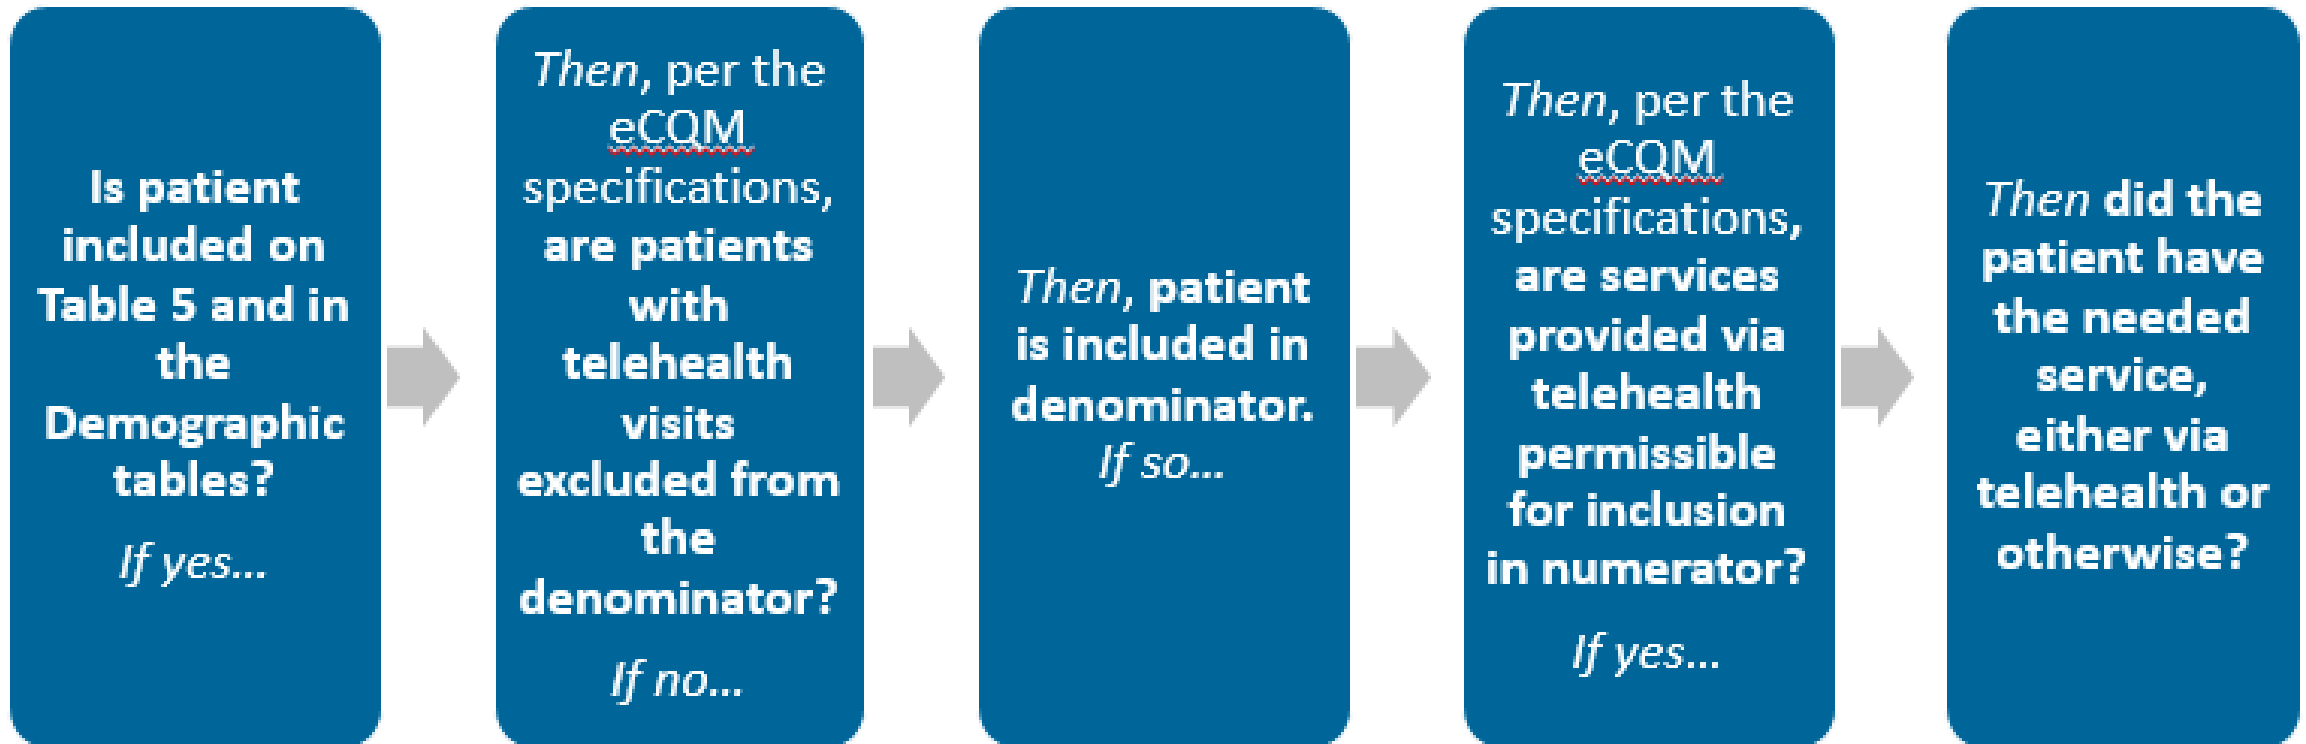 Is patient
included on
Table 5 and in
the
Demographic
tables?
If yes...
Then, per the
eCQM
specifications,
are patients
with
telehealth
visits
excluded from
the
denominator?
If no...
Then, patient
is included in
denominator.
If so...
Then, per the
eCQM
specifications,
are services
provided via
telehealth
permissible
for inclusion
in numerator?
If yes...
Then did the
patient have
the needed
service,
either via
telehealth or
otherwise?